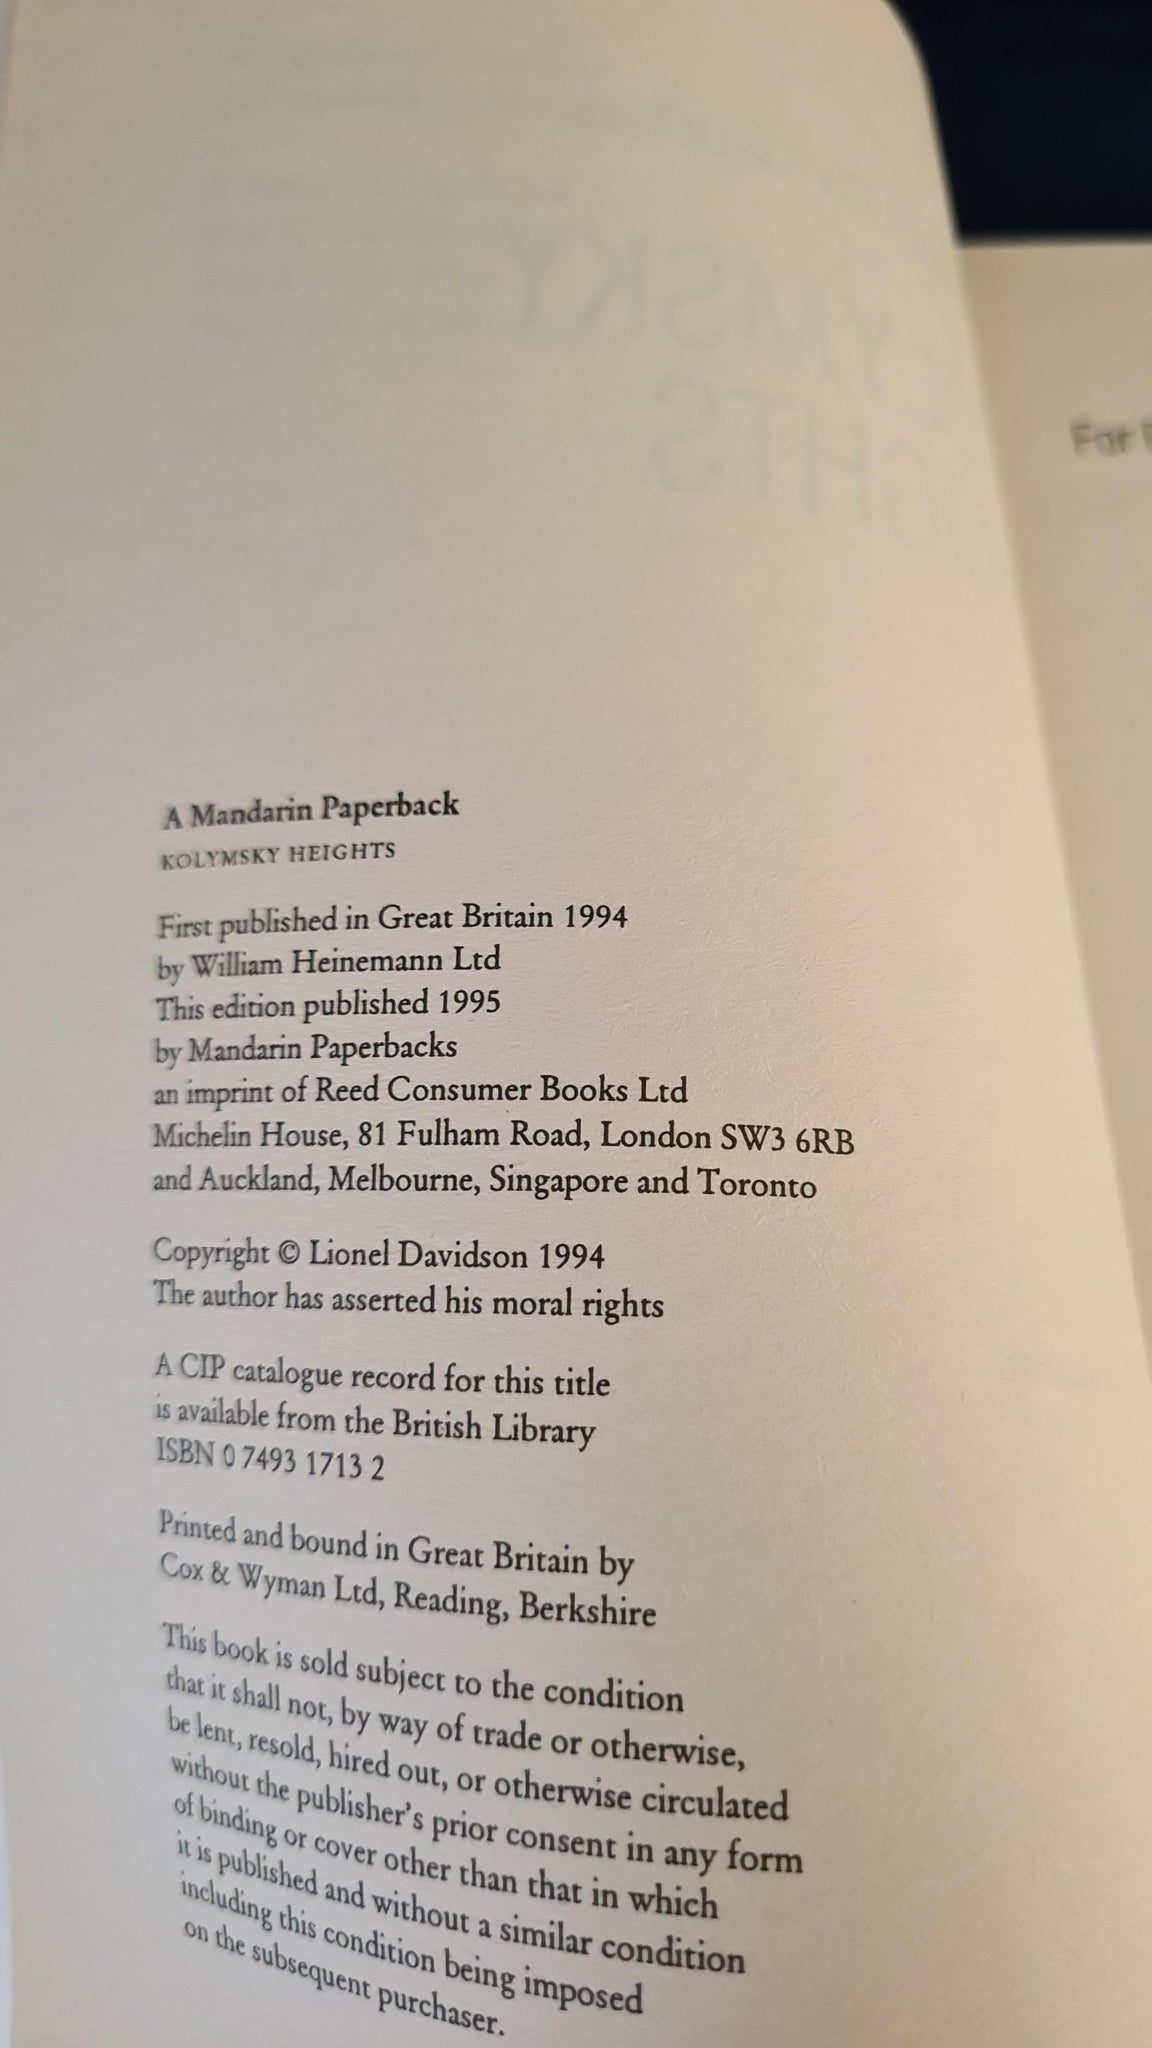 A Mandarin Paperback
KOLYMSKY HEIGHTS
First published in Great Britain 1994
by William Heinemann Ltd
This edition published 1995
by Mandarin Paperbacks
an imprint of Reed Consumer Books Ltd
Michelin House, 81 Fulham Road, London SW3 6RB
and Auckland, Melbourne, Singapore and Toronto
Copyright © Lionel Davidson 1994
The author has asserted his moral rights
A CIP catalogue record for this title
is available from the British Library
ISBN 0 7493 1713 2
Printed and bound in Great Britain by
Cox & Wyman Ltd, Reading, Berkshire
This book is sold subject to the condition
that it shall not, by way of trade or otherwise,
be lent, resold, hired out, or otherwise circulated
without the publisher's prior consent in any form
of binding or cover other than that in which
it is published and without a similar condition
including this condition being imposed
on the subsequent purchaser.
For